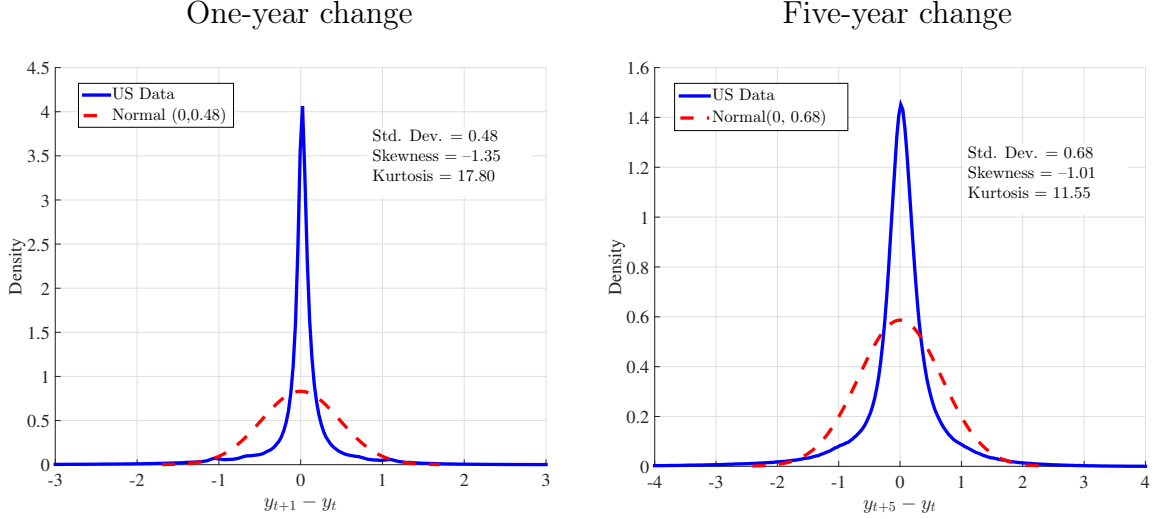 One-year change
4.5
4
3.5
3
2.5
2
1.5
1
0.5
0
Density
US Data
Normal (0,0.48)
Std. Dev. = 0.48
Skewness = –1.35
Kurtosis = 17.80
-3 -2 -1 0 1 2 3
y_{t+1} − y_t
Five-year change
1.6
1.4
1.2
1
0.8
0.6
0.4
0.2
0
Density
US Data
Normal(0, 0.68)
Std. Dev. = 0.68
Skewness = –1.01
Kurtosis = 11.55
-4 -3 -2 -1 0 1 2 3 4
y_{t+5} − y_t